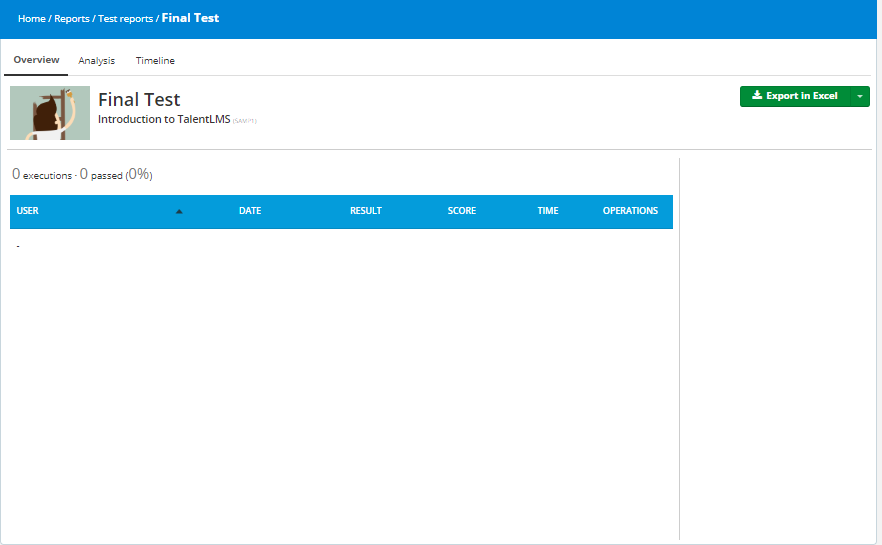 Home / Reports / Test reports / Final Test
Overview Analysis Timeline
Final Test
Export in Excel
Introduction to TalentLMS (SAMP1)
0 executions · 0 passed (0%)
USER DATE RESULT SCORE TIME OPERATIONS
-